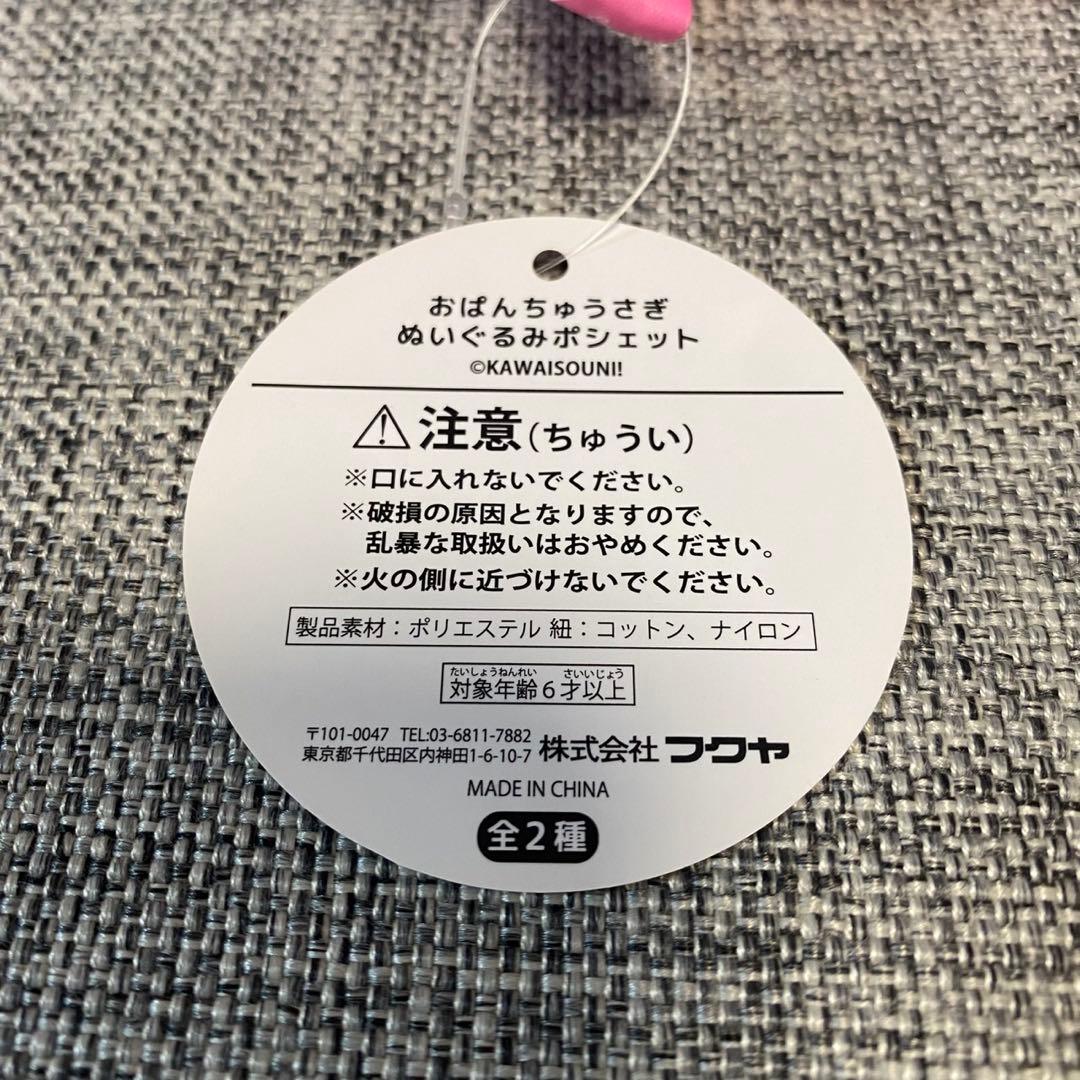 おぱんちゅうさぎ
ぬいぐるみポシェット
©KAWAISOUNI!
⚠注意(ちゅうい)
※口に入れないでください。
※破損の原因となりますので、
乱暴な取扱いはおやめください。
※火の側に近づけないでください。
製品素材：ポリエステル 紐：コットン、ナイロン
たいしょうねんれい さいいじょう
対象年齢6才以上
〒101-0047 TEL:03-6811-7882
東京都千代田区内神田1-6-10-7 株式会社フクヤ
MADE IN CHINA
全2種